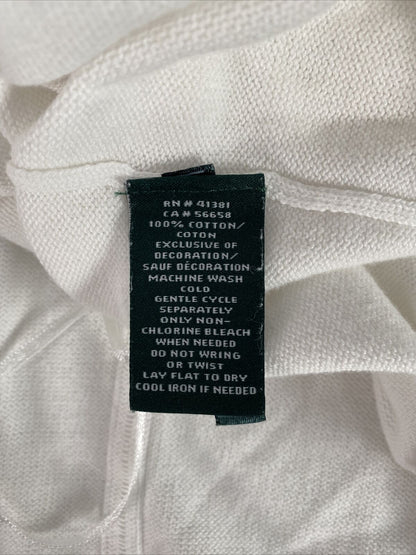 RN # 41381
CA # 56658
100% COTTON/
COTON
EXCLUSIVE OF
DECORATION/
SAUF DÉCORATION
MACHINE WASH
COLD
GENTLE CYCLE
SEPARATELY
ONLY NON-
CHLORINE BLEACH
WHEN NEEDED
DO NOT WRING
OR TWIST
LAY FLAT TO DRY
COOL IRON IF NEEDED